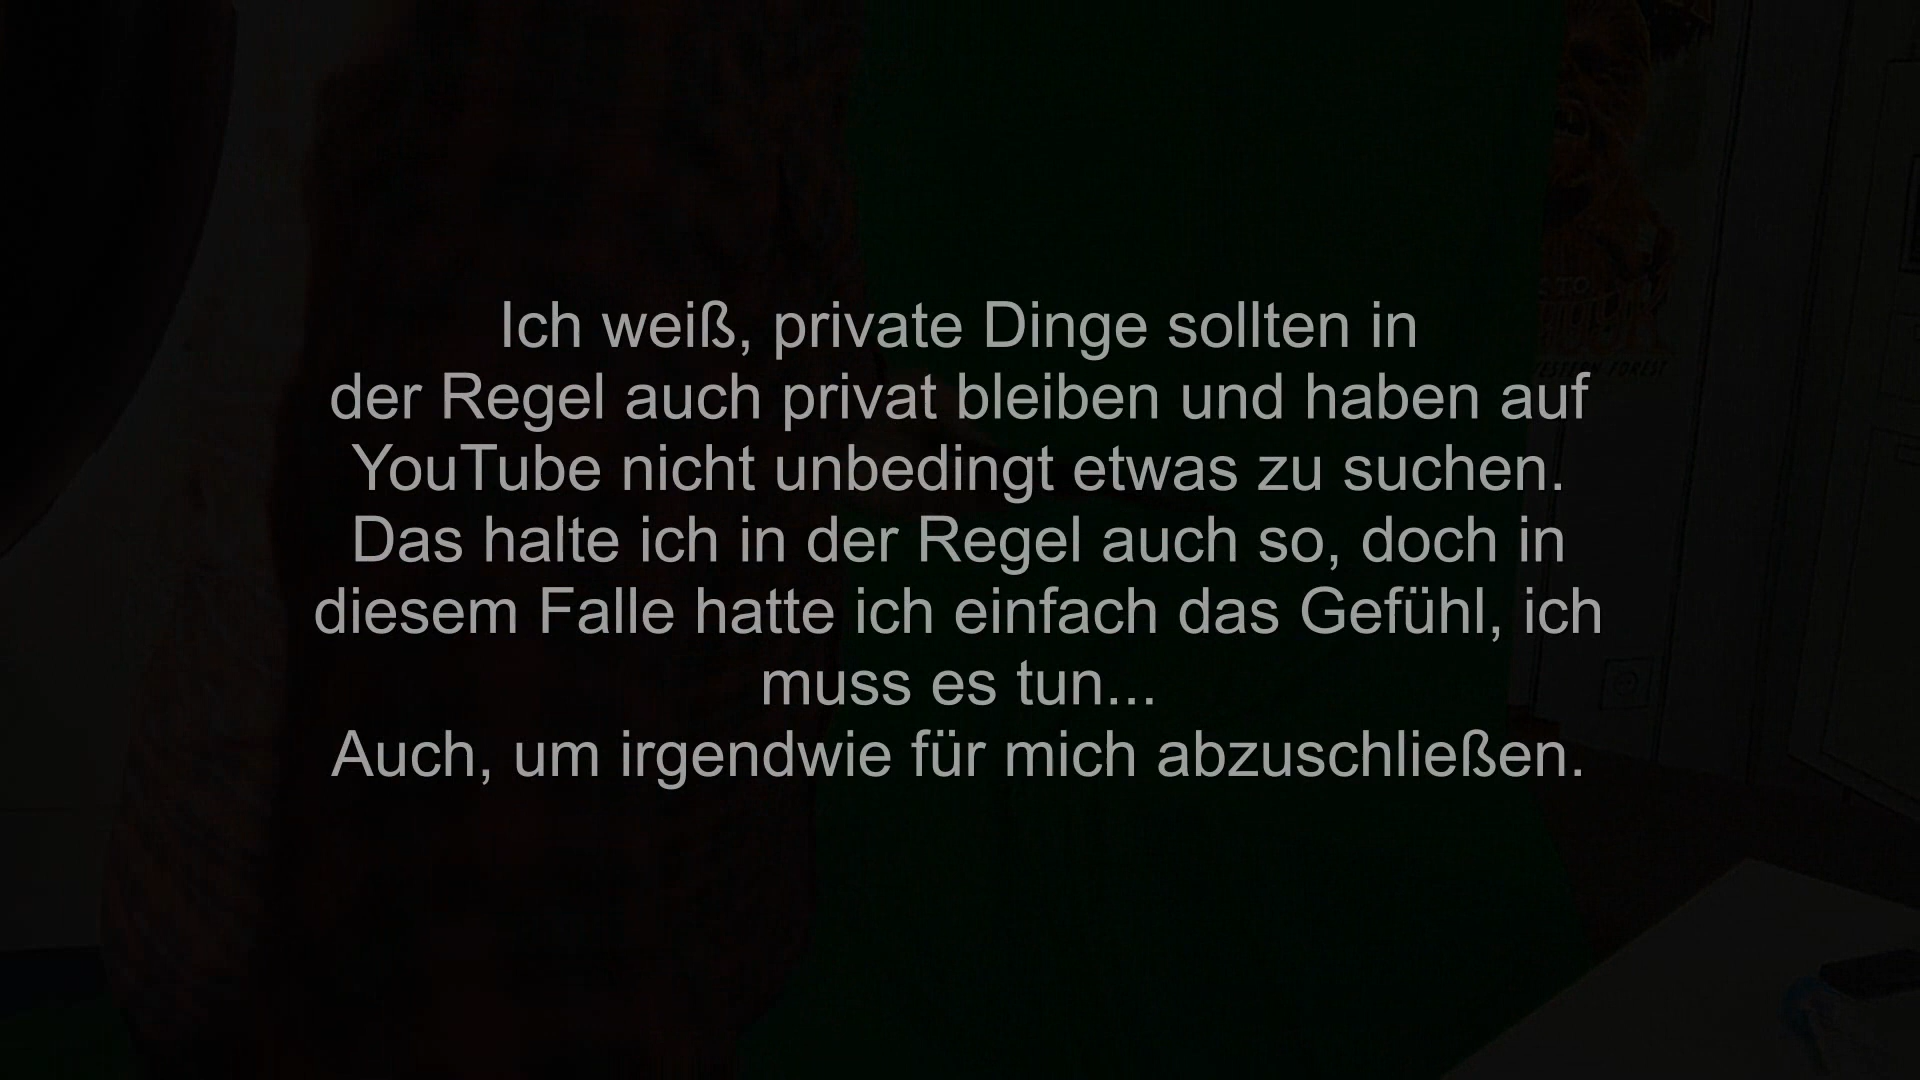 Ich weiß, private Dinge sollten in
der Regel auch privat bleiben und haben auf
YouTube nicht unbedingt etwas zu suchen.
Das halte ich in der Regel auch so, doch in
diesem Falle hatte ich einfach das Gefühl, ich
muss es tun...
Auch, um irgendwie für mich abzuschließen.